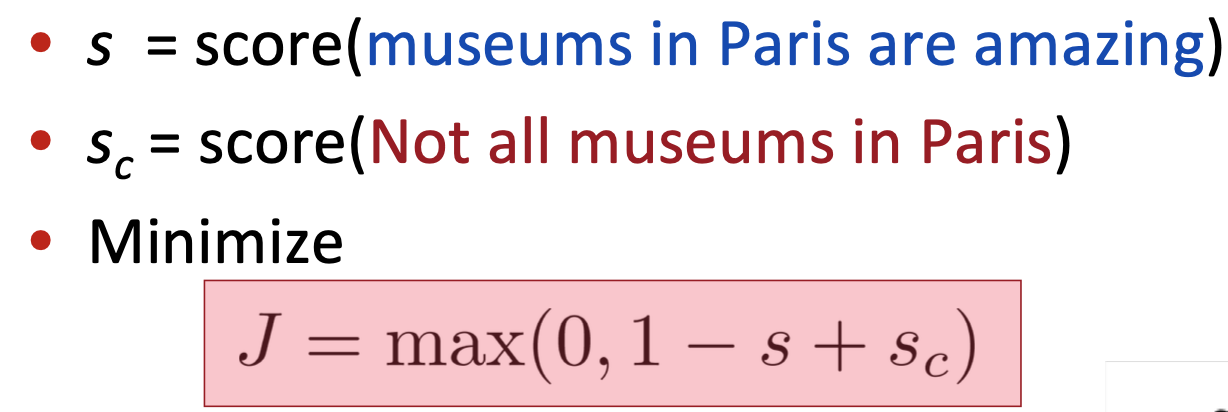 • s = score(museums in Paris are amazing)
• s_c = score(Not all museums in Paris)
• Minimize
J = max(0, 1 − s + s_c)